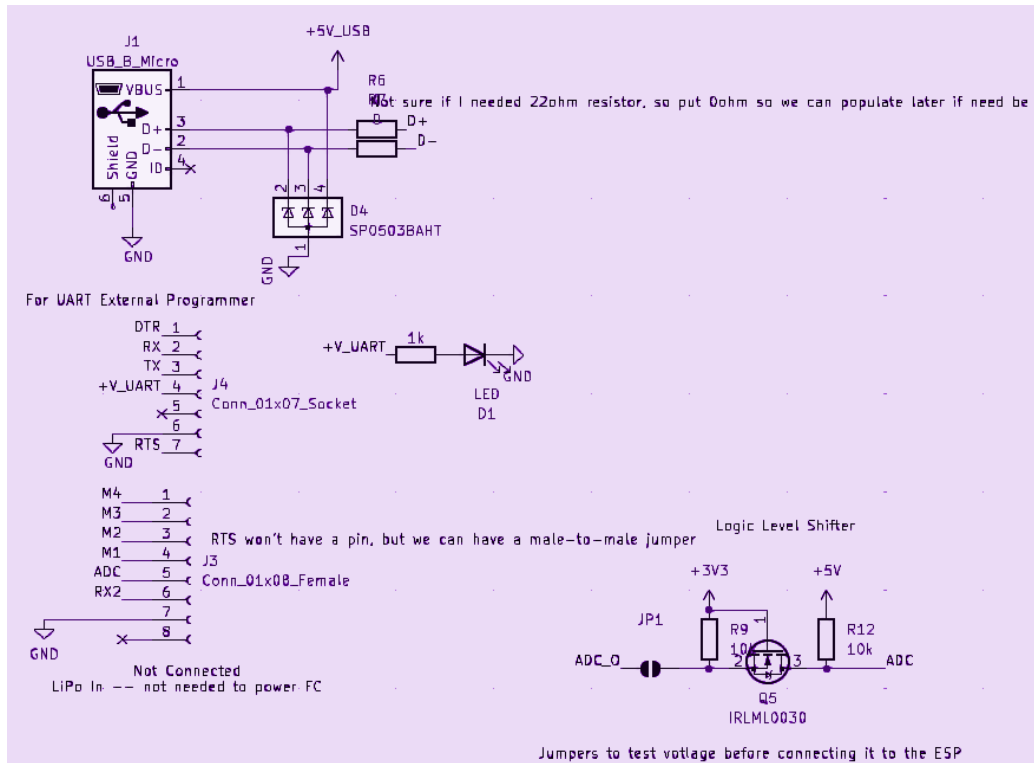 +5V_USB
J1
USB_B_Micro
VBUS 1
D+ 3
D- 2
ID 4
Shield
GND
6
5
GND
R6
Not sure if I needed 22ohm resistor, so put 0ohm so we can populate later if need be
D+
D-
2
3
4
D4
SP0503BAHT
1
GND
For UART External Programmer
DTR 1
RX 2
TX 3
+V_UART 4
5
6
RTS 7
GND
J4
Conn_01x07_Socket
+V_UART
1k
GND
LED
D1
M4 1
M3 2
M2 3
M1 4
ADC 5
RX2 6
7
8
GND
RTS won't have a pin, but we can have a male-to-male jumper
J3
Conn_01x08_Female
Not Connected
LiPo In -- not needed to power FC
Logic Level Shifter
+3V3
+5V
JP1
R9
10k
1
R12
10k
ADC_0
2
3
ADC
Q5
IRLML0030
Jumpers to test votlage before connecting it to the ESP